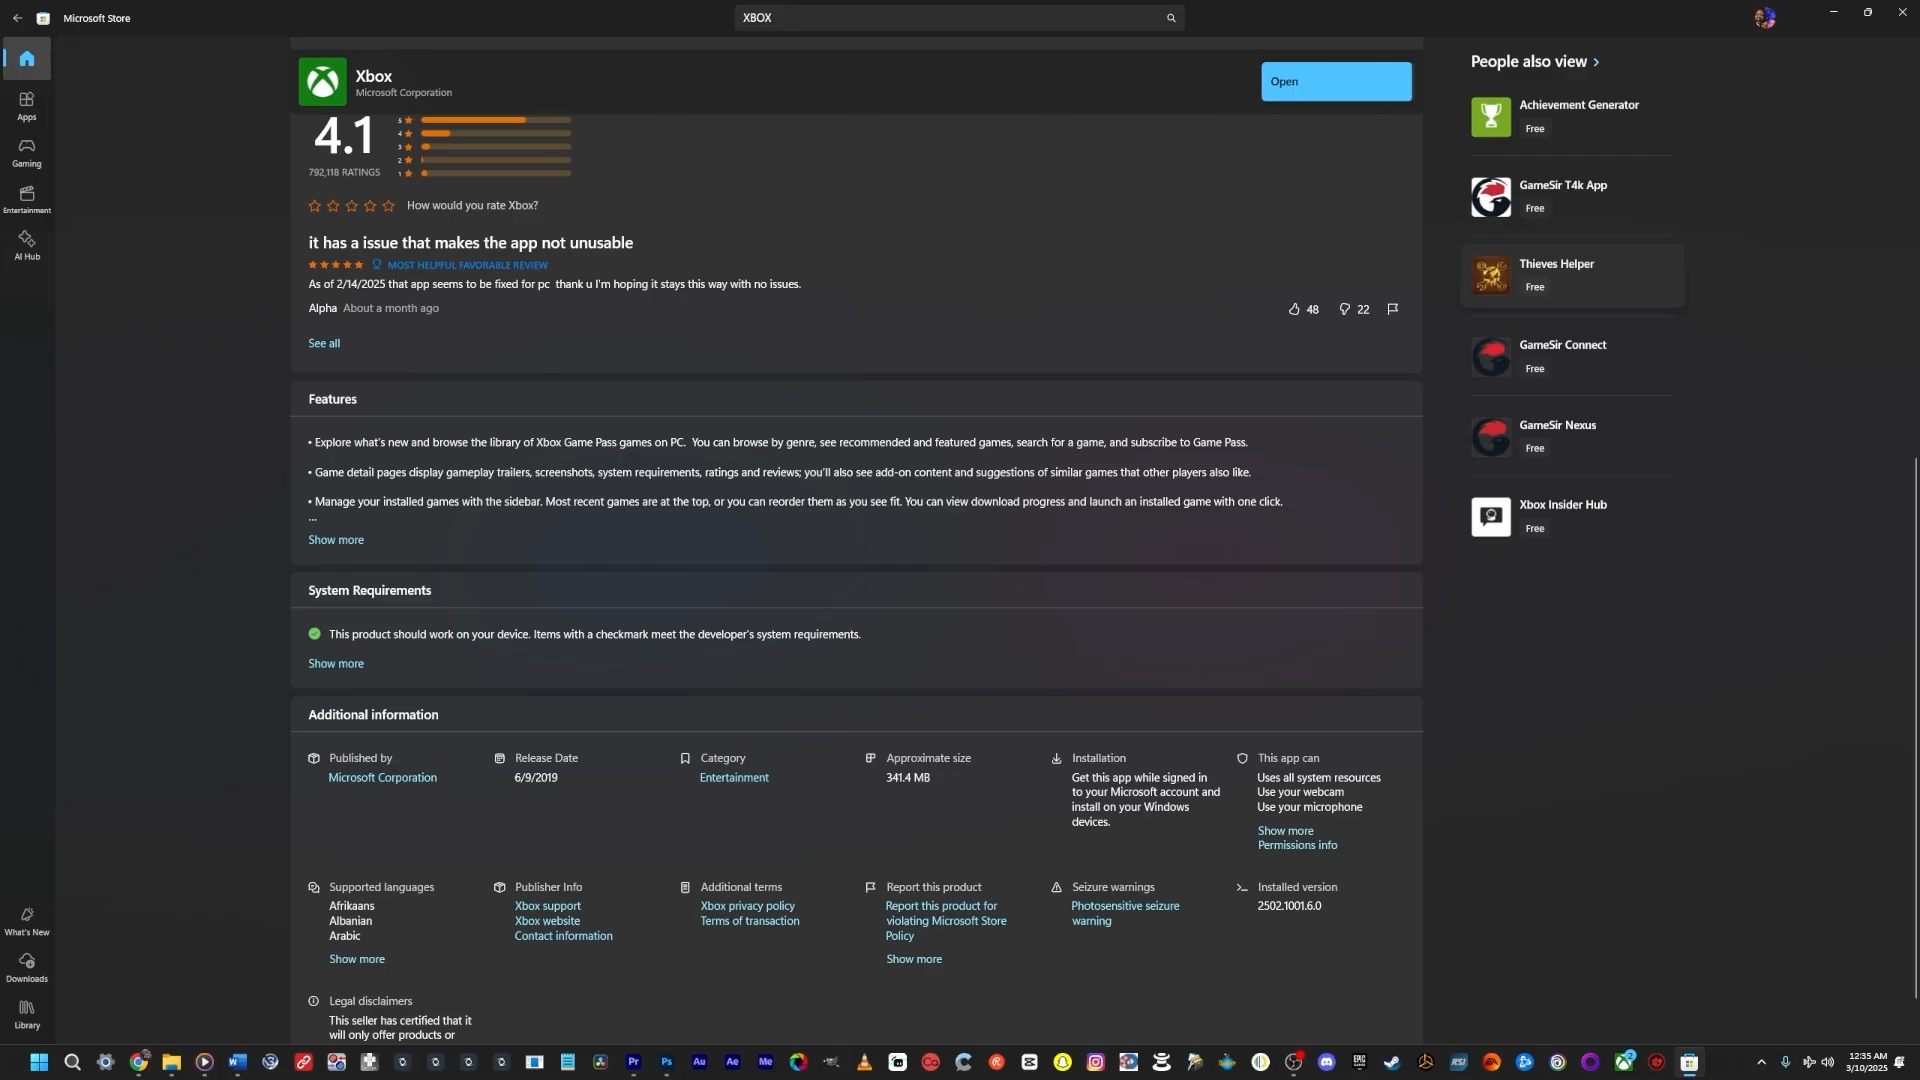 Microsoft Store
XBOX
Apps
Gaming
Entertainment
AI Hub
What's New
Downloads
Library
Xbox
Microsoft Corporation
Open
4.1
792,118 RATINGS
5
4
3
2
1
How would you rate Xbox?
it has a issue that makes the app not unusable
MOST HELPFUL FAVORABLE REVIEW
As of 2/14/2025 that app seems to be fixed for pc  thank u I'm hoping it stays this way with no issues.
Alpha About a month ago
48
22
See all
Features
• Explore what's new and browse the library of Xbox Game Pass games on PC.  You can browse by genre, see recommended and featured games, search for a game, and subscribe to Game Pass.
• Game detail pages display gameplay trailers, screenshots, system requirements, ratings and reviews; you'll also see add-on content and suggestions of similar games that other players also like.
• Manage your installed games with the sidebar. Most recent games are at the top, or you can reorder them as you see fit. You can view download progress and launch an installed game with one click.
...
Show more
System Requirements
This product should work on your device. Items with a checkmark meet the developer's system requirements.
Show more
Additional information
Published by
Microsoft Corporation
Release Date
6/9/2019
Category
Entertainment
Approximate size
341.4 MB
Installation
Get this app while signed in
to your Microsoft account and
install on your Windows
devices.
This app can
Uses all system resources
Use your webcam
Use your microphone
Show more
Permissions info
Supported languages
Afrikaans
Albanian
Arabic
Show more
Publisher Info
Xbox support
Xbox website
Contact information
Additional terms
Xbox privacy policy
Terms of transaction
Report this product
Report this product for
violating Microsoft Store
Policy
Show more
Seizure warnings
Photosensitive seizure
warning
Installed version
2502.1001.6.0
Legal disclaimers
This seller has certified that it
will only offer products or
People also view
Achievement Generator
Free
GameSir T4k App
Free
Thieves Helper
Free
GameSir Connect
Free
GameSir Nexus
Free
Xbox Insider Hub
Free
Pr
Ps
Au
Ae
Me
RSI
EA
EPIC
2
12:35 AM
3/10/2025